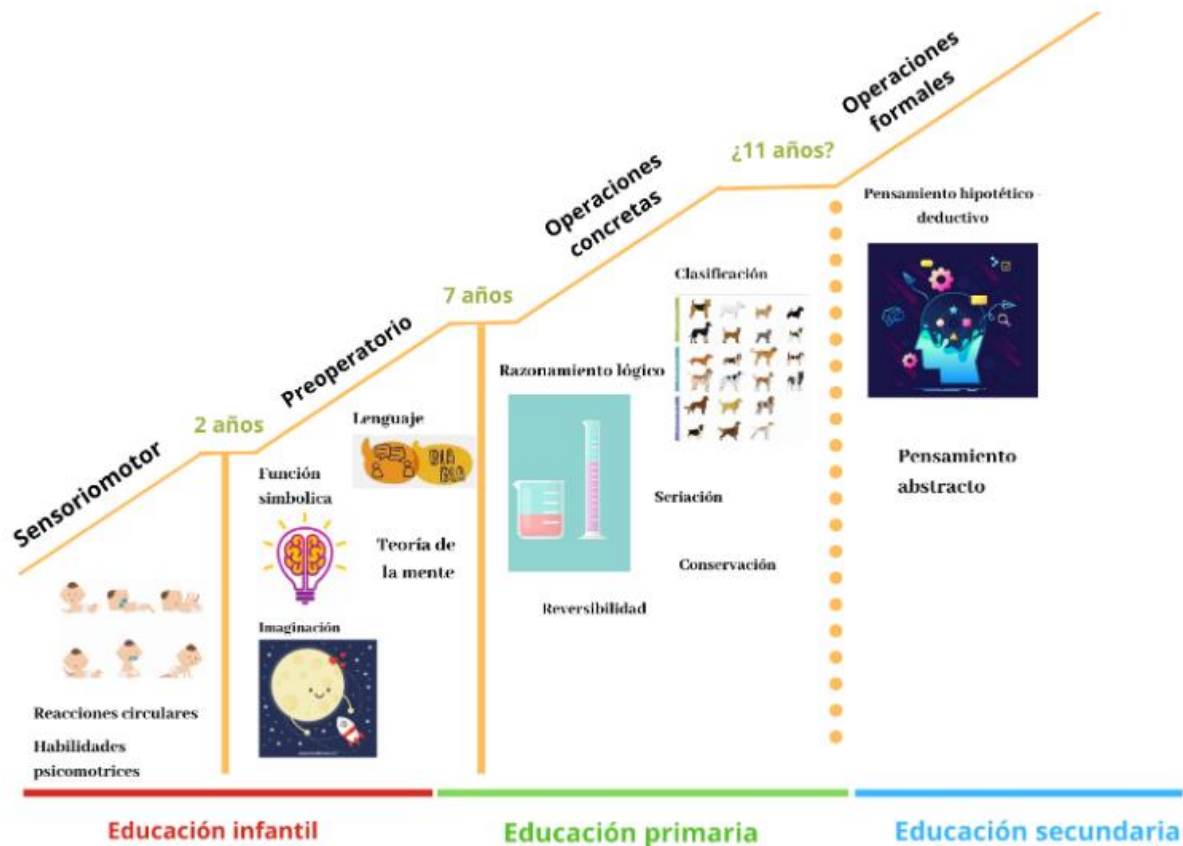 Sensoriomotor
Reacciones circulares
Habilidades
psicomotrices
2 años
Preoperatorio
Función
simbolica
Lenguaje
BLA
BLA
Teoría de
la mente
Imaginación
7 años
Operaciones
concretas
Razonamiento lógico
Clasificación
Seriación
Conservación
Reversibilidad
¿11 años?
Operaciones
formales
Pensamiento hipotético -
deductivo
Pensamiento
abstracto
Educación infantil
Educación primaria
Educación secundaria